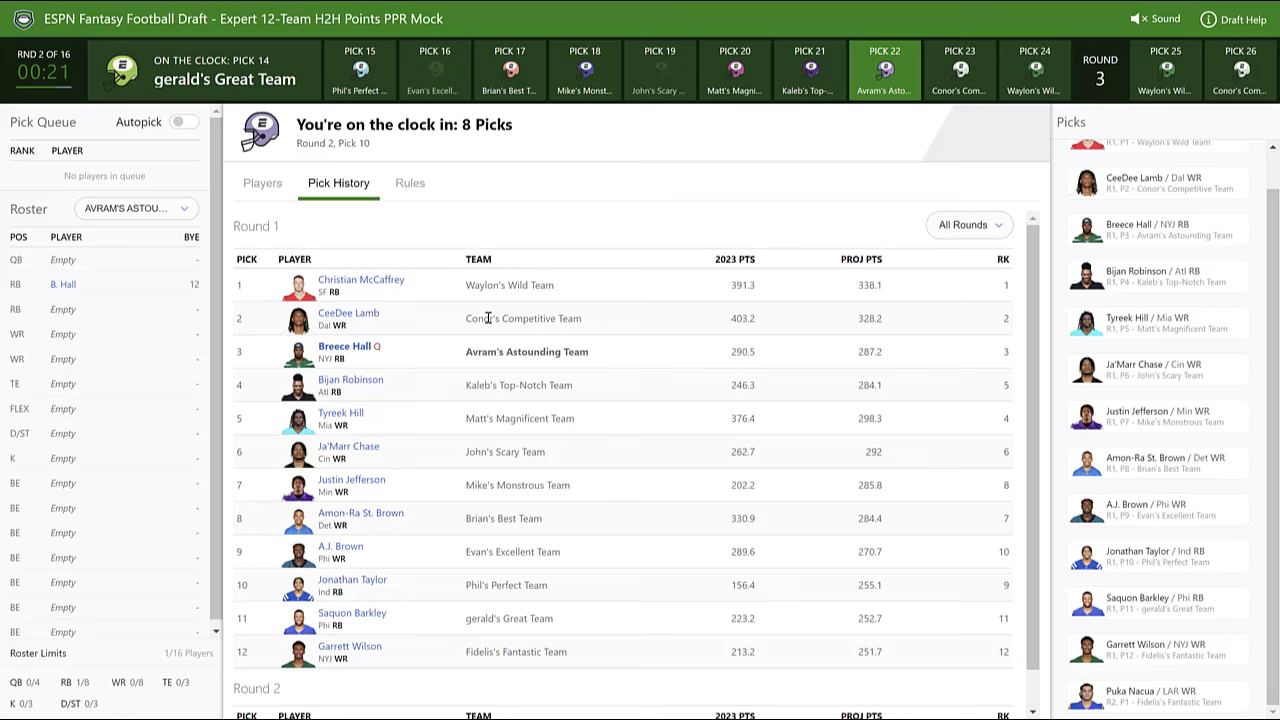 ESPN Fantasy Football Draft - Expert 12-Team H2H Points PPR Mock
Sound
Draft Help
RND 2 OF 16
00:21
ON THE CLOCK: PICK 14
gerald's Great Team
PICK 15
Phil's Perfect ...
PICK 16
Evan's Excell...
PICK 17
Brian's Best T...
PICK 18
Mike's Monst...
PICK 19
John's Scary ...
PICK 20
Matt's Magni...
PICK 21
Kaleb's Top-...
PICK 22
Avram's Asto...
PICK 23
Conor's Com...
PICK 24
Waylon's Wil...
ROUND
3
PICK 25
Waylon's Wil...
PICK 26
Conor's Com...
Pick Queue
Autopick
RANK PLAYER
No players in queue
Roster
AVRAM'S ASTOU...
POS PLAYER BYE
QB Empty -
RB B. Hall 12
RB Empty -
WR Empty -
WR Empty -
TE Empty -
FLEX Empty -
D/ST Empty -
K Empty -
BE Empty -
BE Empty -
BE Empty -
BE Empty -
BE Empty -
BE Empty -
BE
Roster Limits 1/16 Players
QB 0/4 RB 1/8 WR 0/8 TE 0/3
K 0/3 D/ST 0/3
You're on the clock in: 8 Picks
Round 2, Pick 10
Players
Pick History
Rules
Round 1
All Rounds
PICK PLAYER TEAM 2023 PTS PROJ PTS RK
1 Christian McCaffrey Waylon's Wild Team 391.3 338.1 1
SF RB
2 CeeDee Lamb Conor's Competitive Team 403.2 328.2 2
Dal WR
3 Breece Hall Q Avram's Astounding Team 290.5 287.2 3
NYJ RB
4 Bijan Robinson Kaleb's Top-Notch Team 246.3 284.1 5
Atl RB
5 Tyreek Hill Matt's Magnificent Team 376.4 298.3 4
Mia WR
6 Ja'Marr Chase John's Scary Team 262.7 292 6
Cin WR
7 Justin Jefferson Mike's Monstrous Team 202.2 285.8 8
Min WR
8 Amon-Ra St. Brown Brian's Best Team 330.9 284.4 7
Det WR
9 A.J. Brown Evan's Excellent Team 289.6 270.7 10
Phi WR
10 Jonathan Taylor Phil's Perfect Team 156.4 255.1 9
Ind RB
11 Saquon Barkley gerald's Great Team 223.2 252.7 11
Phi RB
12 Garrett Wilson Fidelis's Fantastic Team 213.2 251.7 12
NYJ WR
Round 2
PICK PLAYER TEAM 2023 PTS PROJ PTS RK
Picks
R1, P1 - Waylon's Wild Team
CeeDee Lamb / Dal WR
R1, P2 - Conor's Competitive Team
Breece Hall / NYJ RB
R1, P3 - Avram's Astounding Team
Bijan Robinson / Atl RB
R1, P4 - Kaleb's Top-Notch Team
Tyreek Hill / Mia WR
R1, P5 - Matt's Magnificent Team
Ja'Marr Chase / Cin WR
R1, P6 - John's Scary Team
Justin Jefferson / Min WR
R1, P7 - Mike's Monstrous Team
Amon-Ra St. Brown / Det WR
R1, P8 - Brian's Best Team
A.J. Brown / Phi WR
R1, P9 - Evan's Excellent Team
Jonathan Taylor / Ind RB
R1, P10 - Phil's Perfect Team
Saquon Barkley / Phi RB
R1, P11 - gerald's Great Team
Garrett Wilson / NYJ WR
R1, P12 - Fidelis's Fantastic Team
Puka Nacua / LAR WR
R2, P1 - Fidelis's Fantastic Team